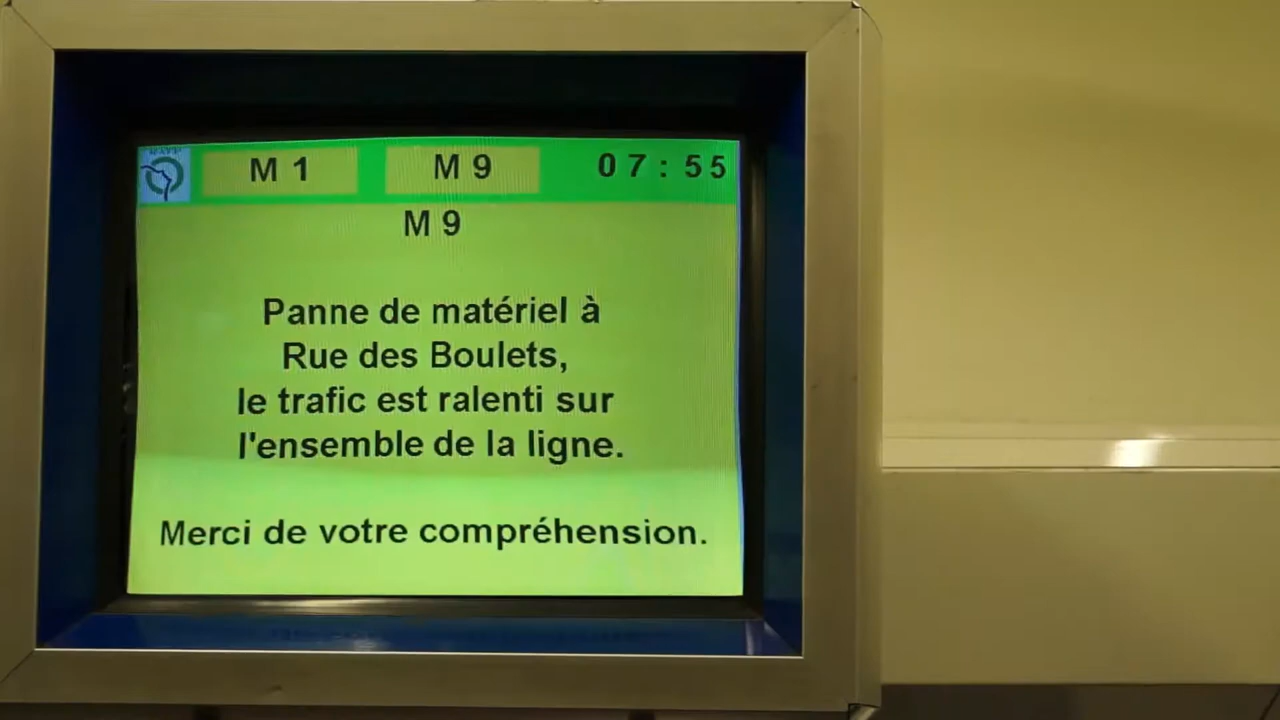 RATP
M 1 M 9 07:55
M 9
Panne de matériel à
Rue des Boulets,
le trafic est ralenti sur
l'ensemble de la ligne.
Merci de votre compréhension.